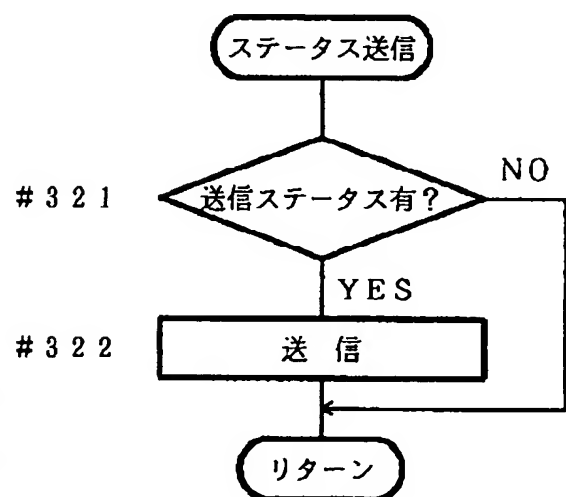 ステータス送信
NO
#321
送信ステータス有?
YES
#322
送 信
リターン